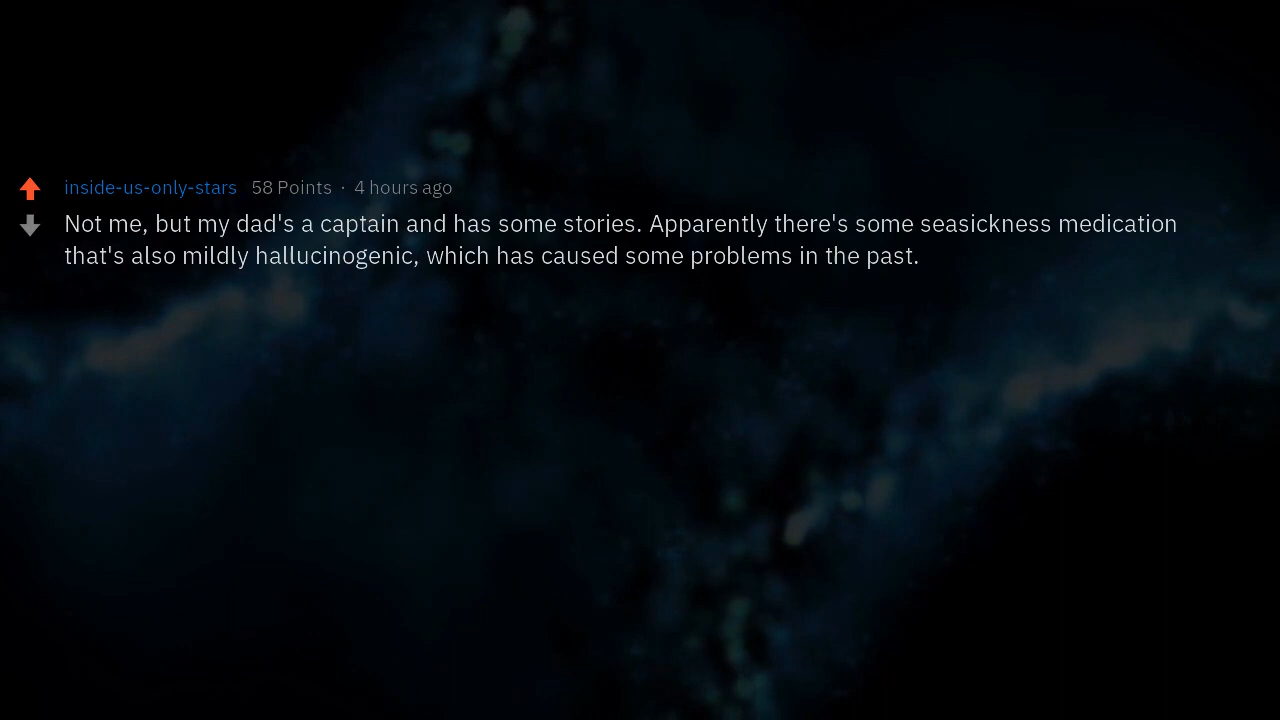 inside-us-only-stars 58 Points · 4 hours ago
Not me, but my dad's a captain and has some stories. Apparently there's some seasickness medication
that's also mildly hallucinogenic, which has caused some problems in the past.